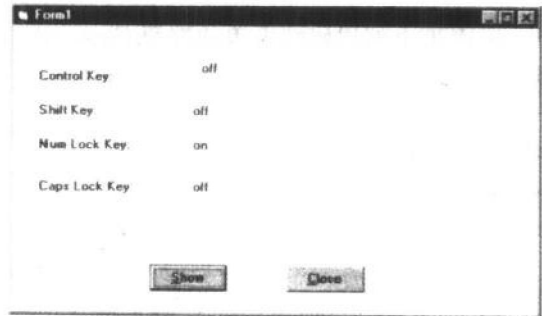 Form1
Control Key off
Shift Key: off
Num Lock Key: on
Caps Lock Key off
Show Close